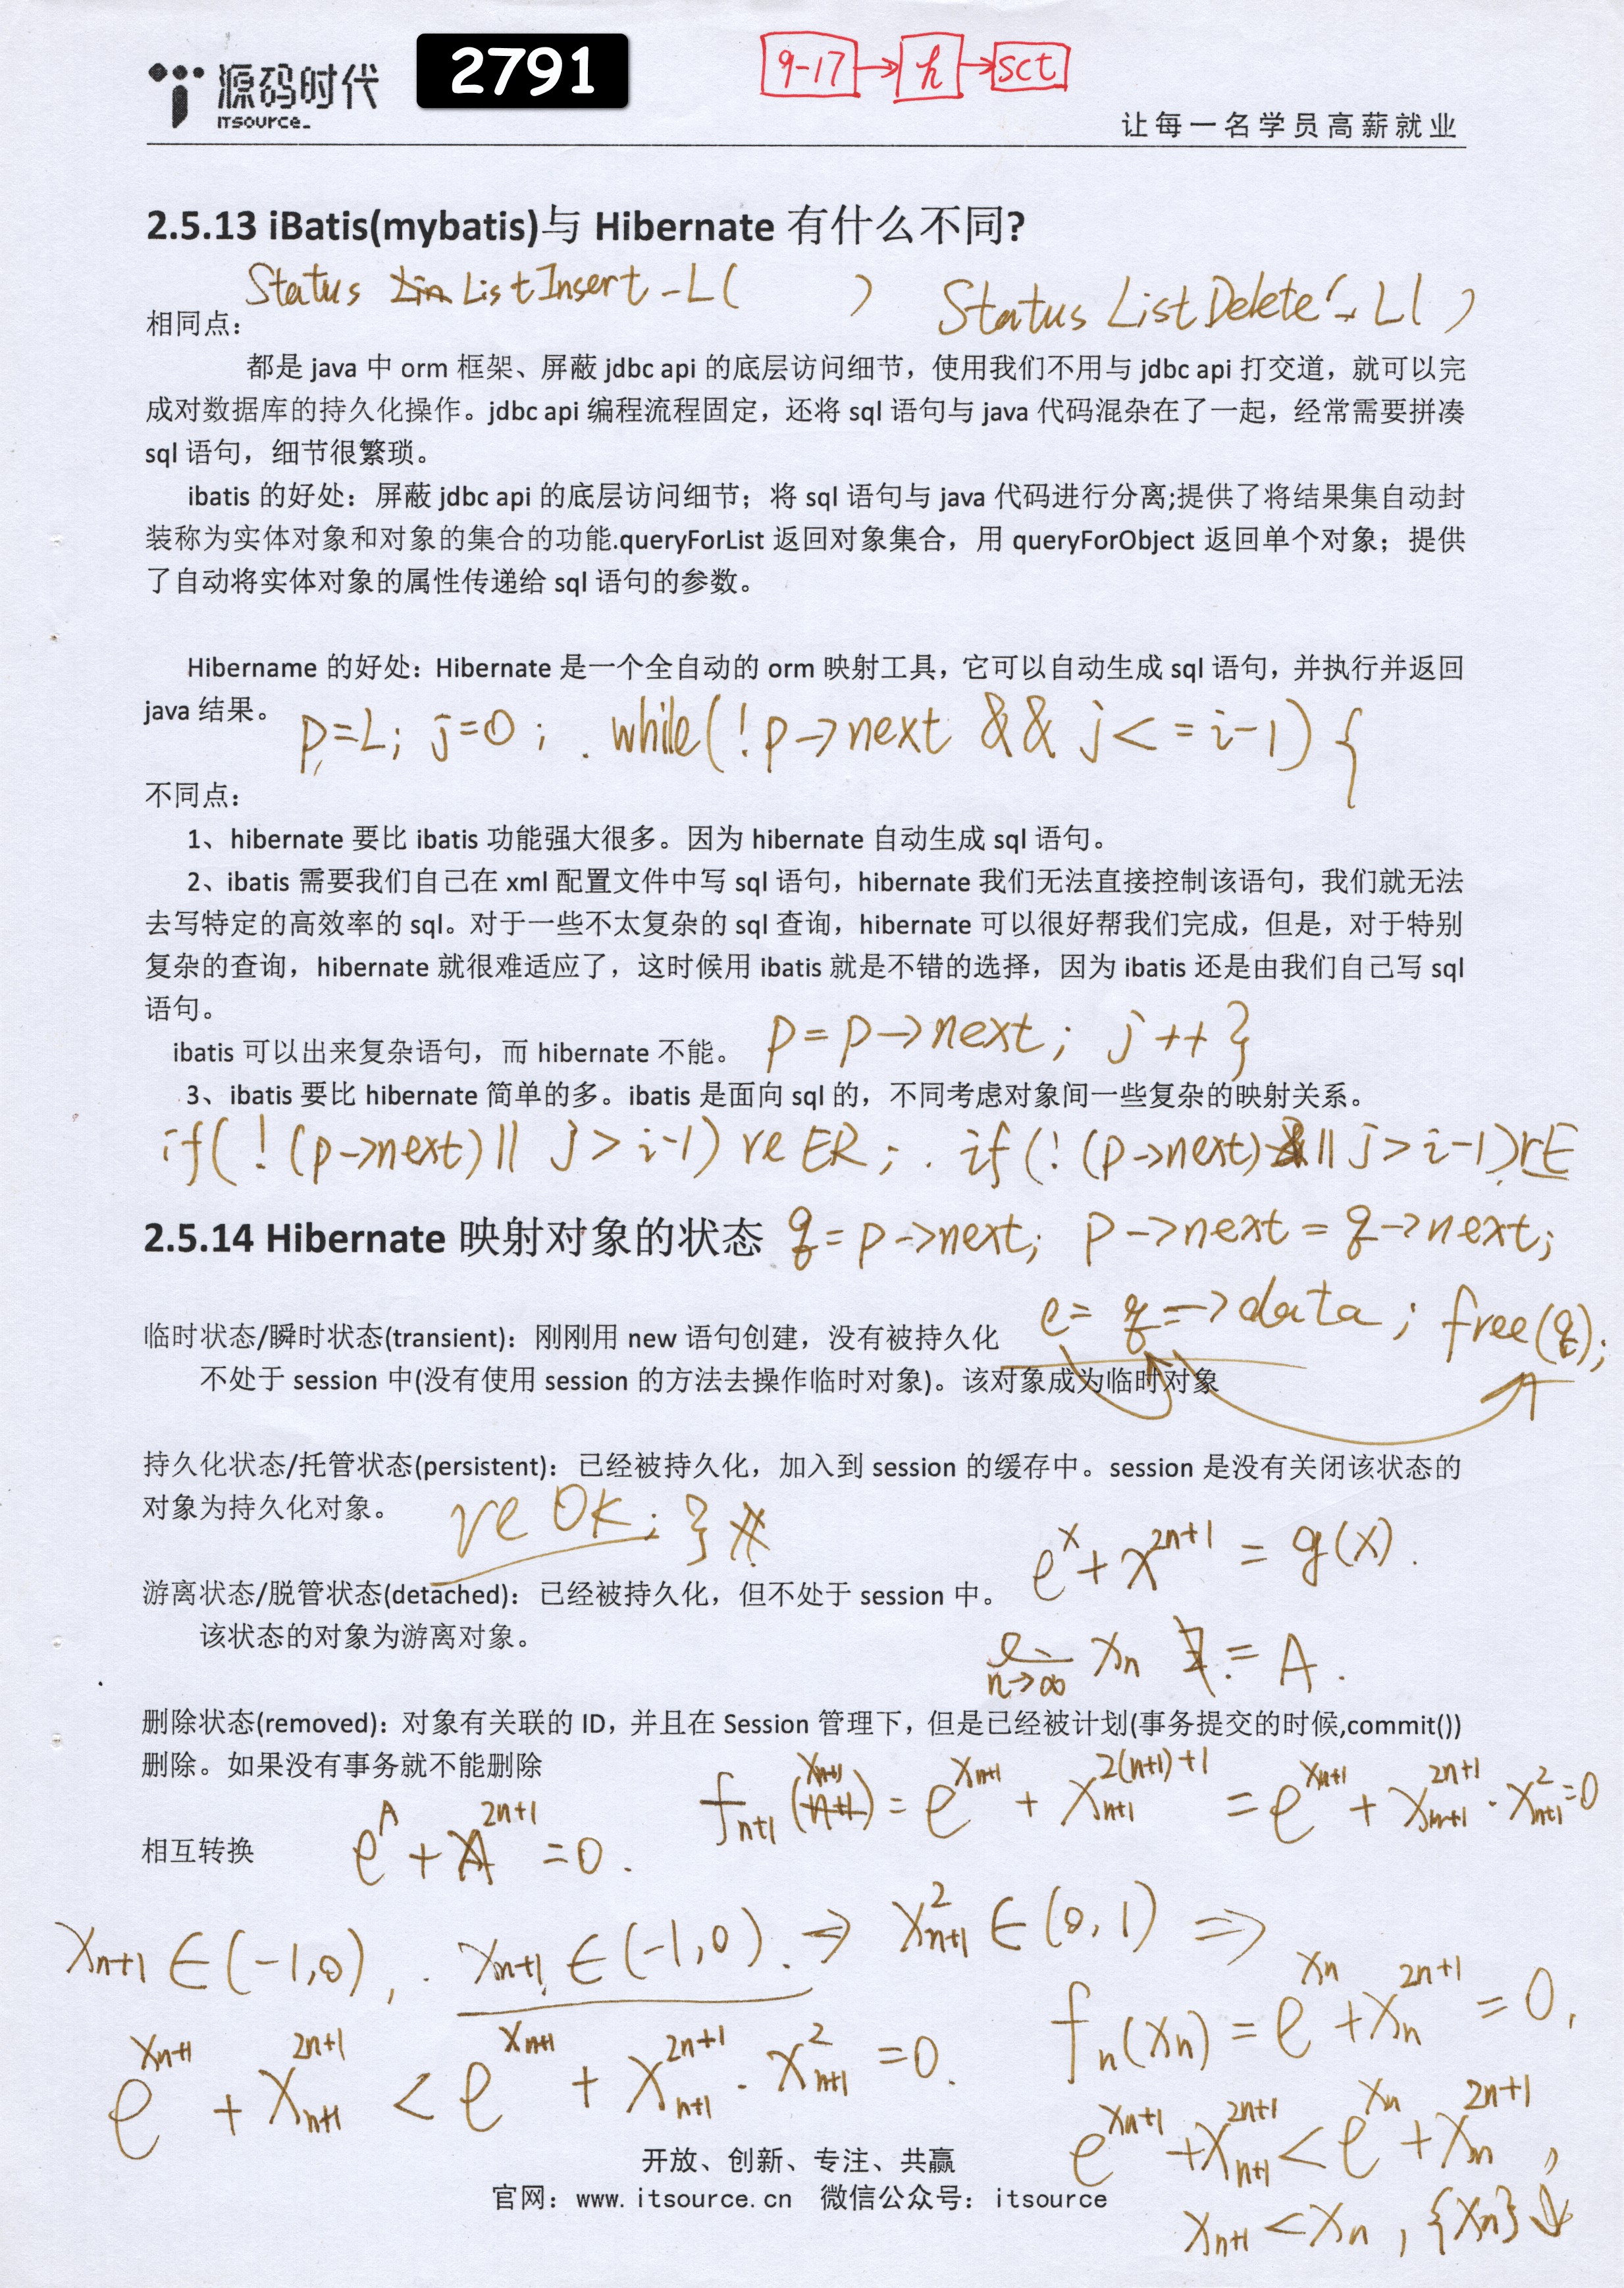 源码时代
ITSOURCE
2791
9-17→h→sct
让每一名学员高薪就业
2.5.13 iBatis(mybatis)与 Hibernate 有什么不同?
Status ListInsert_L( ) Status ListDelete_L( )
相同点：
都是 java 中 orm 框架、屏蔽 jdbc api 的底层访问细节，使用我们不用与 jdbc api 打交道，就可以完
成对数据库的持久化操作。jdbc api 编程流程固定，还将 sql 语句与 java 代码混杂在了一起，经常需要拼凑
sql 语句，细节很繁琐。
ibatis 的好处：屏蔽 jdbc api 的底层访问细节；将 sql 语句与 java 代码进行分离;提供了将结果集自动封
装称为实体对象和对象的集合的功能.queryForList 返回对象集合，用 queryForObject 返回单个对象；提供
了自动将实体对象的属性传递给 sql 语句的参数。
Hibername 的好处：Hibernate 是一个全自动的 orm 映射工具，它可以自动生成 sql 语句，并执行并返回
java 结果。
p=L; j=0; while(!p->next && j<=i-1) {
不同点：
1、hibernate 要比 ibatis 功能强大很多。因为 hibernate 自动生成 sql 语句。
2、ibatis 需要我们自己在 xml 配置文件中写 sql 语句，hibernate 我们无法直接控制该语句，我们就无法
去写特定的高效率的 sql。对于一些不太复杂的 sql 查询，hibernate 可以很好帮我们完成，但是，对于特别
复杂的查询，hibernate 就很难适应了，这时候用 ibatis 就是不错的选择，因为 ibatis 还是由我们自己写 sql
语句。
p=p->next; j++}
ibatis 可以出来复杂语句，而 hibernate 不能。
3、ibatis 要比 hibernate 简单的多。ibatis 是面向 sql 的，不同考虑对象间一些复杂的映射关系。
if(!(p->next)|| j>i-1) re ER; if(!(p->next)|| j>i-1)rE
2.5.14 Hibernate 映射对象的状态
q=p->next; p->next=q->next;
e=q->data; free(q);
临时状态/瞬时状态(transient)：刚刚用 new 语句创建，没有被持久化
不处于 session 中(没有使用 session 的方法去操作临时对象)。该对象成为临时对象
持久化状态/托管状态(persistent)：已经被持久化，加入到 session 的缓存中。session 是没有关闭该状态的
对象为持久化对象。
re OK; }
e^x + x^{2n+1} = g(x).
游离状态/脱管状态(detached)：已经被持久化，但不处于 session 中。
该状态的对象为游离对象。
n→∞ x_n = A.
删除状态(removed)：对象有关联的 ID，并且在 Session 管理下，但是已经被计划(事务提交的时候,commit())
删除。如果没有事务就不能删除
f_{n+1}(x_{n+1}) = e^{x_{n+1}} + x_{n+1}^{2(n+1)+1} = e^{x_{n+1}} + x_{n+1}^{2n+1} · x_{n+1}^2 = 0
相互转换
e^A + A^{2n+1} = 0.
x_{n+1} ∈ (-1,0), x_{n+1} ∈ (-1,0). ⇒ x_{n+1}^2 ∈ (0,1) ⇒
f_n(x_n) = e^{x_n} + x_n^{2n+1} = 0,
e^{x_{n+1}} + x_{n+1}^{2n+1} < e^{x_{n+1}} + x_{n+1}^{2n+1} · x_{n+1}^2 = 0.
e^{x_{n+1}} + x_{n+1}^{2n+1} < e^{x_n} + x_n^{2n+1},
x_{n+1} < x_n, {x_n}↓
开放、创新、专注、共赢
官网：www.itsource.cn 微信公众号：itsource